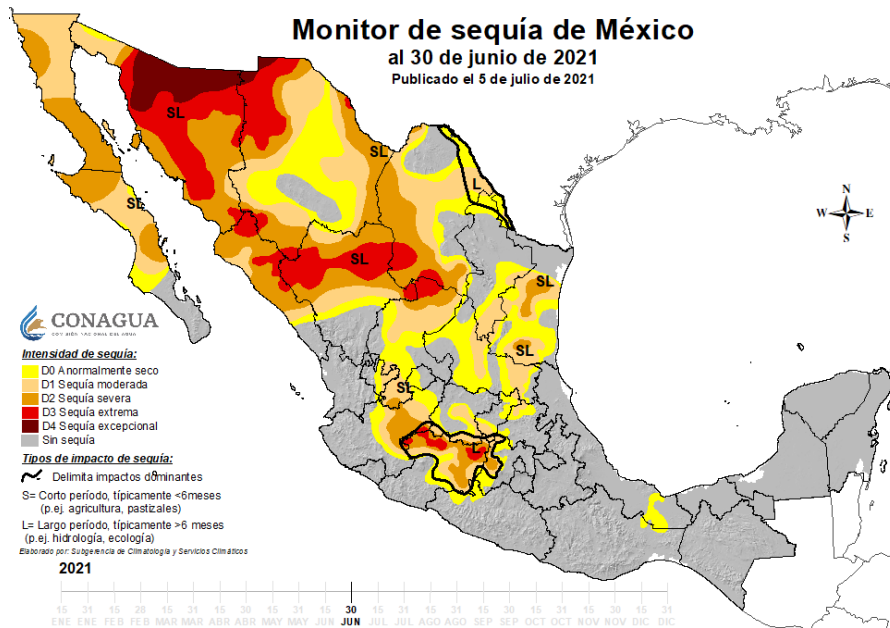 Monitor de sequía de México
al 30 de junio de 2021
Publicado el 5 de julio de 2021
SL
SL
L
SL
N
W E
S
SL
SL
CONAGUA
COMISIÓN NACIONAL DEL AGUA
SL
Intensidad de sequía:
D0 Anormalmente seco
D1 Sequía moderada
SL
D2 Sequía severa
D3 Sequía extrema
D4 Sequía excepcional
L
Sin sequía
Tipos de impacto de sequía:
Delimita impactos dominantes
S= Corto período, típicamente <6meses
(p.ej. agricultura, pastizales)
L= Largo período, típicamente >6 meses
(p.ej. hidrología, ecología)
Elaborado por: Subgerencia de Climatología y Servicios Climáticos
2021
15 31 15 28 15 31 15 30 15 31 15 30 15 31 15 31 15 30 15 31 15 30 15 31
ENE ENE FEB FEB MAR MAR ABR ABR MAY MAY JUN JUN JUL JUL AGO AGO SEP SEP OCT OCT NOV NOV DIC DIC